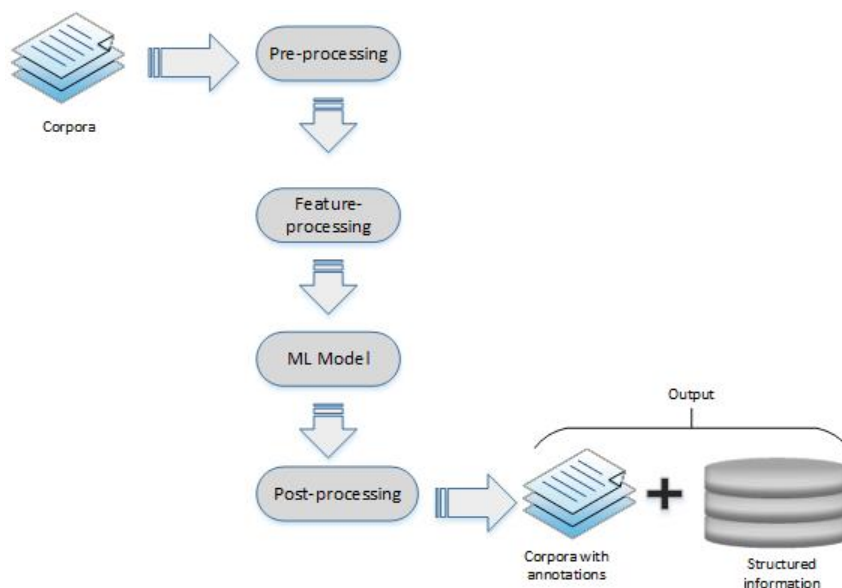 Corpora
Pre-processing
Feature-
processing
ML Model
Post-processing
Output
Corpora with
annotations
Structured
information